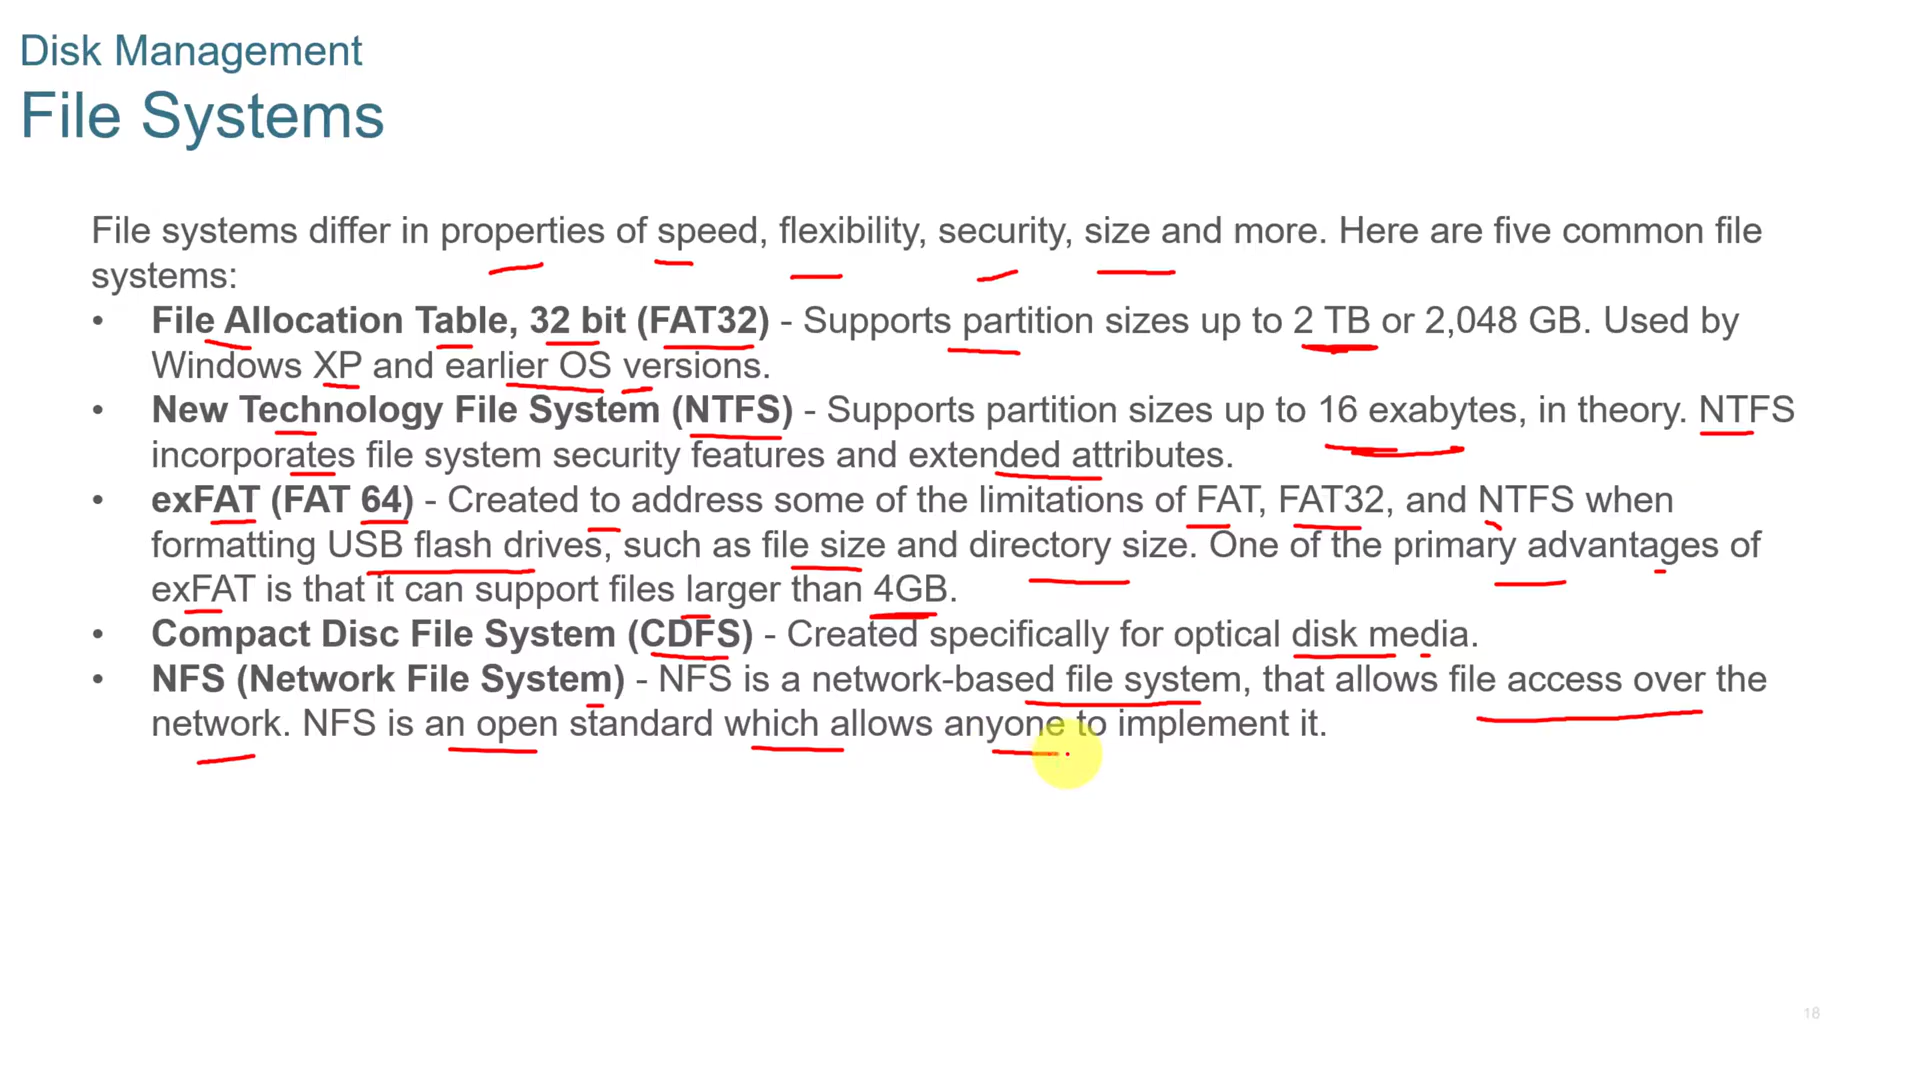 Disk Management
File Systems
File systems differ in properties of speed, flexibility, security, size and more. Here are five common file
systems:
• File Allocation Table, 32 bit (FAT32) - Supports partition sizes up to 2 TB or 2,048 GB. Used by
Windows XP and earlier OS versions.
• New Technology File System (NTFS) - Supports partition sizes up to 16 exabytes, in theory. NTFS
incorporates file system security features and extended attributes.
• exFAT (FAT 64) - Created to address some of the limitations of FAT, FAT32, and NTFS when
formatting USB flash drives, such as file size and directory size. One of the primary advantages of
exFAT is that it can support files larger than 4GB.
• Compact Disc File System (CDFS) - Created specifically for optical disk media.
• NFS (Network File System) - NFS is a network-based file system, that allows file access over the
network. NFS is an open standard which allows anyone to implement it.
18